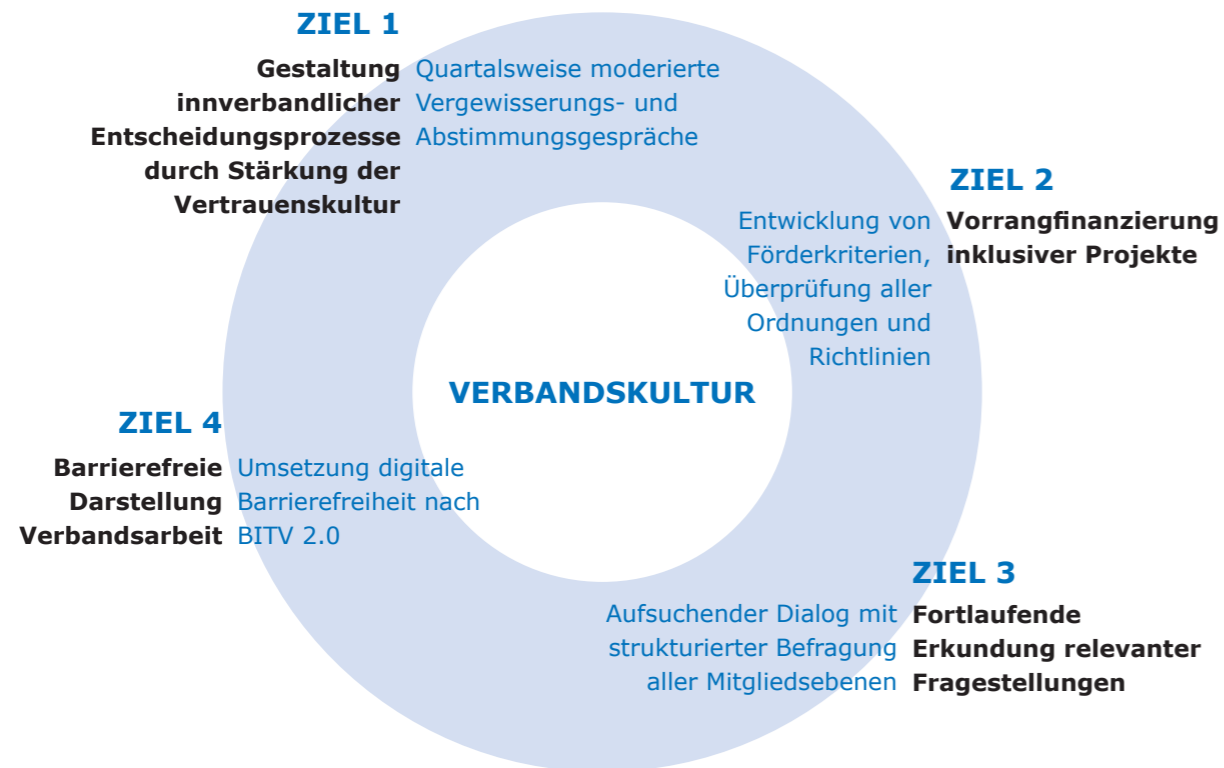 ZIEL 1
Gestaltung
innverbandlicher
Entscheidungsprozesse
durch Stärkung der
Vertrauenskultur
Quartalsweise moderierte
Vergewisserungs- und
Abstimmungsgespräche
ZIEL 2
Vorrangfinanzierung
inklusiver Projekte
Entwicklung von
Förderkriterien,
Überprüfung aller
Ordnungen und
Richtlinien
VERBANDSKULTUR
ZIEL 4
Barrierefreie
Darstellung
Verbandsarbeit
Umsetzung digitale
Barrierefreiheit nach
BITV 2.0
ZIEL 3
Fortlaufende
Erkundung relevanter
Fragestellungen
Aufsuchender Dialog mit
strukturierter Befragung
aller Mitgliedsebenen